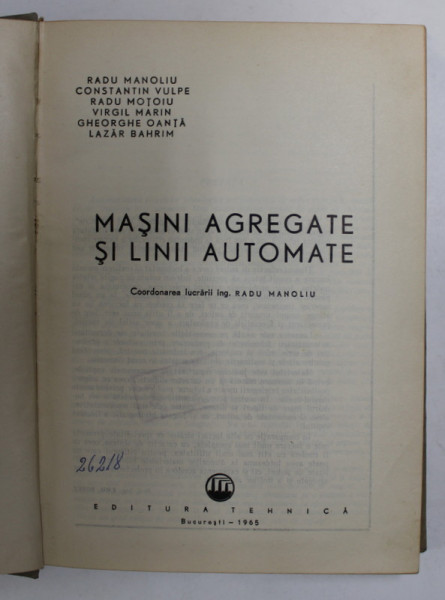 RADU MANOLIU
CONSTANTIN VULPE
RADU MOȚOIU
VIRGIL MARIN
GHEORGHE OANȚĂ
LAZĂR BAHRIM
MAȘINI AGREGATE
ȘI LINII AUTOMATE
Coordonarea lucrării ing. RADU MANOLIU
26218
EDITURA TEHNICĂ
București – 1965